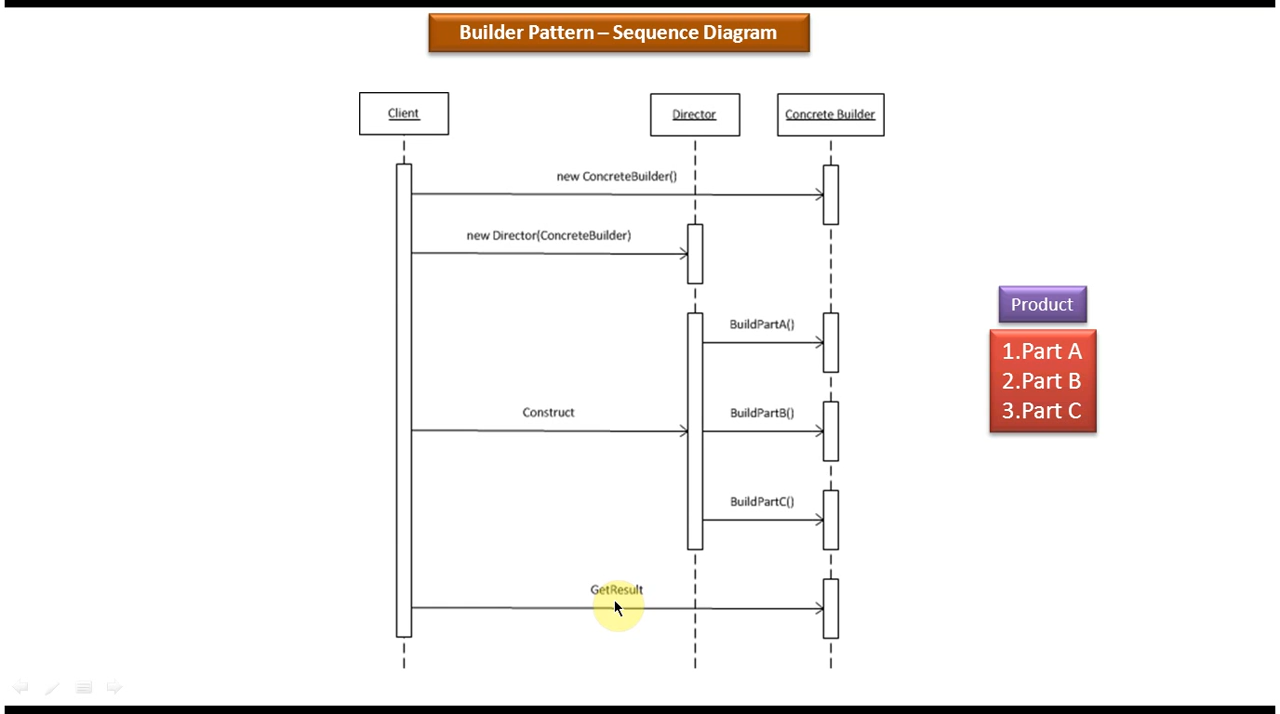 Builder Pattern – Sequence Diagram
Client
Director
Concrete Builder
new ConcreteBuilder()
new Director(ConcreteBuilder)
BuildPartA()
Construct
BuildPartB()
BuildPartC()
GetResult
Product
1.Part A
2.Part B
3.Part C